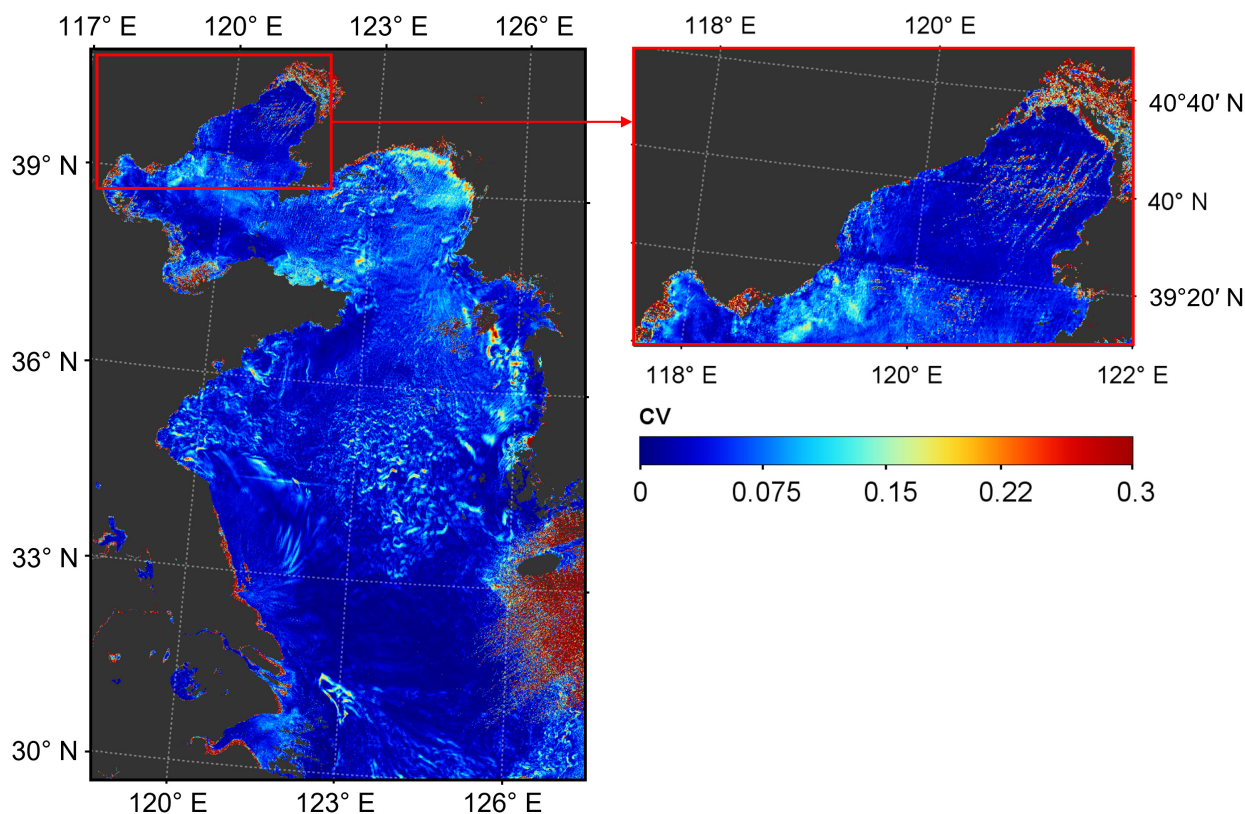 117° E 120° E 123° E 126° E
39° N
36° N
33° N
30° N
120° E 123° E 126° E
118° E 120° E
40°40′ N
40° N
39°20′ N
118° E 120° E 122° E
CV
0 0.075 0.15 0.22 0.3